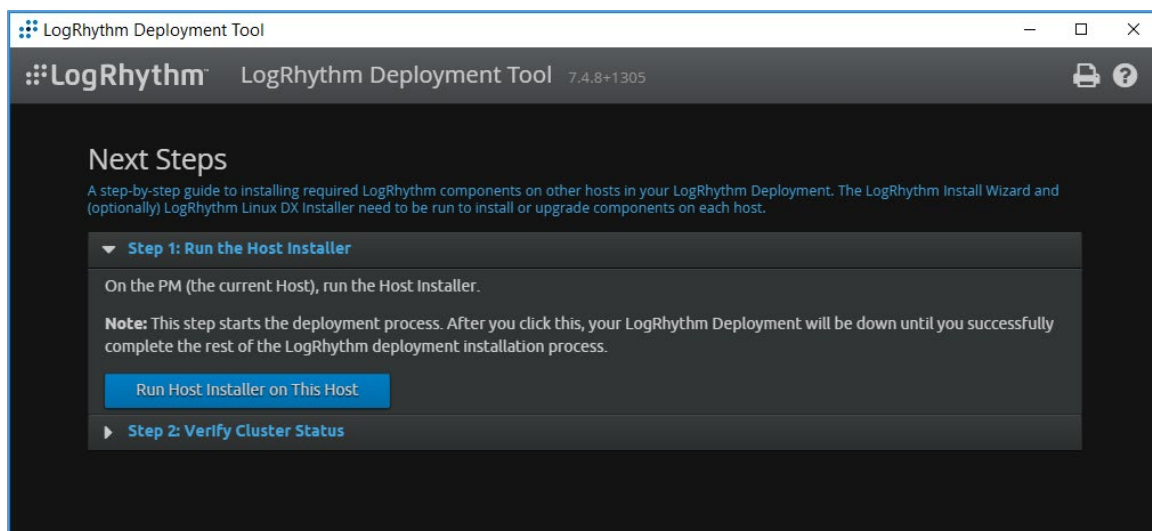 LogRhythm Deployment Tool
LogRhythm™ LogRhythm Deployment Tool 7.4.8+1305
Next Steps
A step-by-step guide to installing required LogRhythm components on other hosts in your LogRhythm Deployment. The LogRhythm Install Wizard and
(optionally) LogRhythm Linux DX Installer need to be run to install or upgrade components on each host.
Step 1: Run the Host Installer
On the PM (the current Host), run the Host Installer.
Note: This step starts the deployment process. After you click this, your LogRhythm Deployment will be down until you successfully
complete the rest of the LogRhythm deployment installation process.
Run Host Installer on This Host
Step 2: Verify Cluster Status